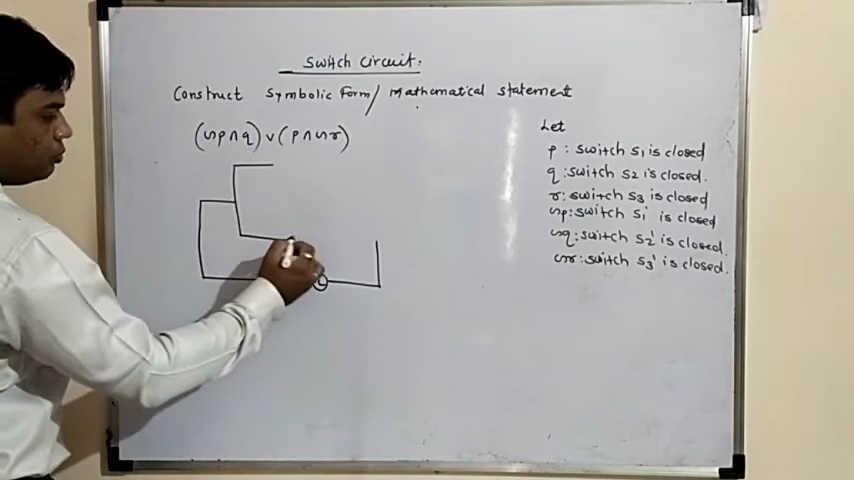 Switch Circuit:
Construct Symbolic Form/ Mathematical statement
(∽p∧q)∨(p∧∽r)
Let
p : switch s₁ is closed
q : switch s₂ is closed.
r : switch s₃ is closed
∽p : switch s₁' is closed
∽q : switch s₂' is closed.
∽r : switch s₃' is closed.
L